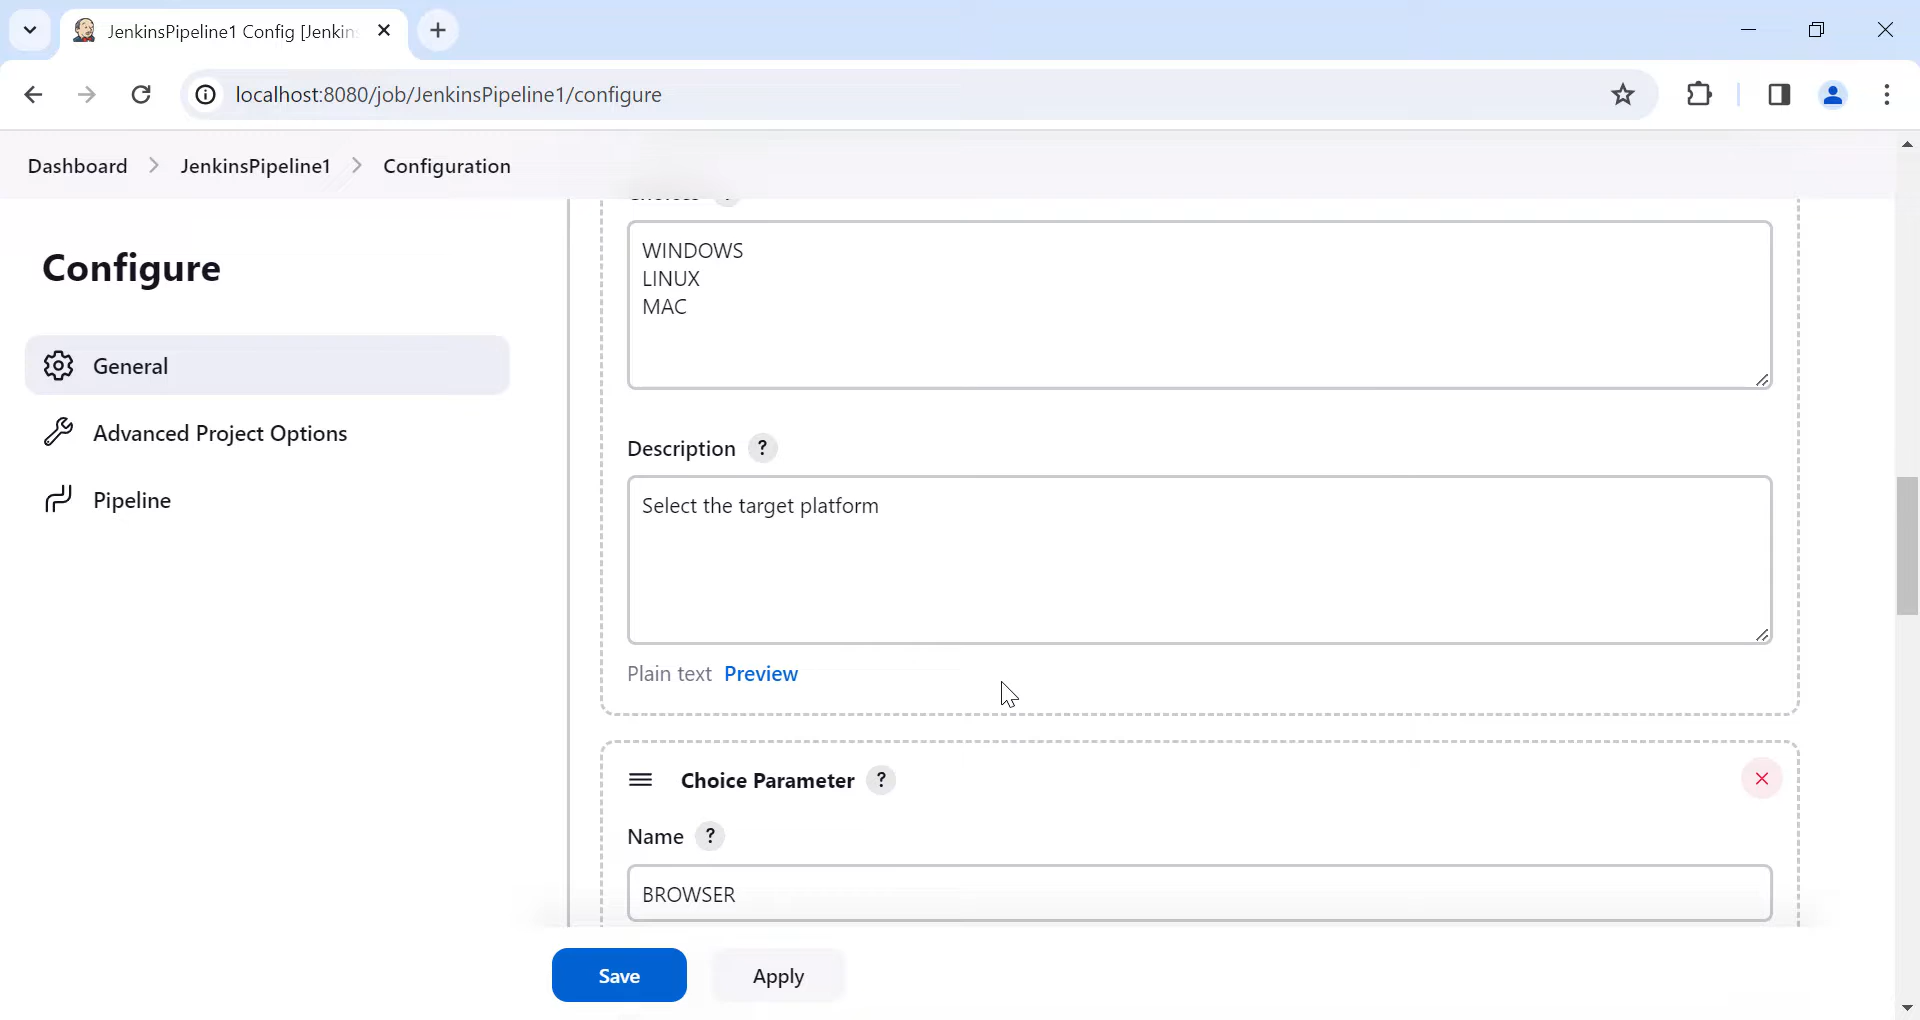 JenkinsPipeline1 Config [Jenkin
localhost:8080/job/JenkinsPipeline1/configure
Dashboard
JenkinsPipeline1
Configuration
Configure
General
Advanced Project Options
Pipeline
WINDOWS
LINUX
MAC
Description ?
Select the target platform
Plain text Preview
Choice Parameter ?
Name ?
BROWSER
Save
Apply